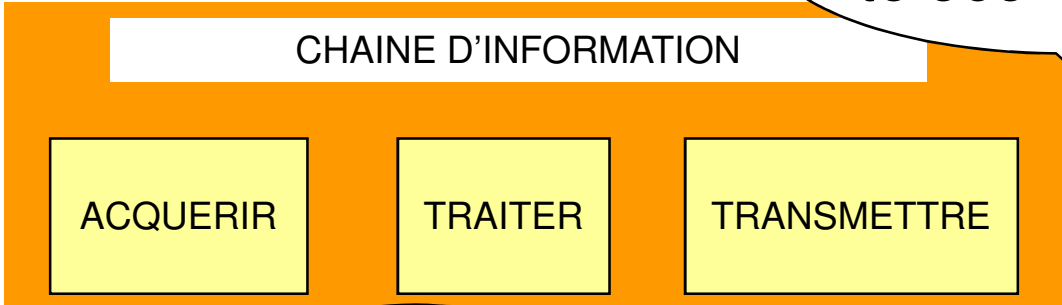 CHAINE D'INFORMATION
ACQUERIR
TRAITER
TRANSMETTRE